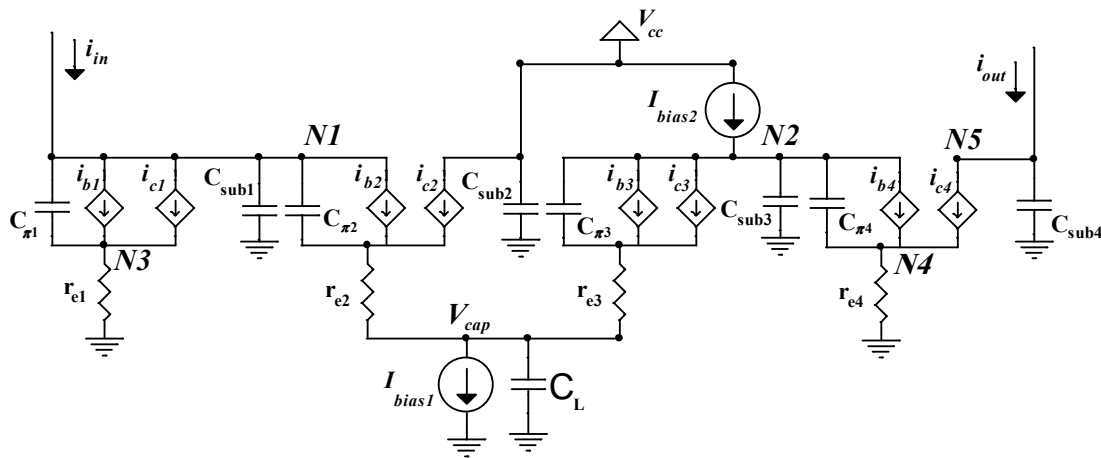 V_cc
i_in
i_out
I_bias2
N1
N2
N5
i_b1
i_c1
C_sub1
i_b2
i_c2
C_sub2
i_b3
i_c3
C_sub3
i_b4
i_c4
C_π1
C_π2
C_π3
C_π4
C_sub4
N3
N4
r_e1
r_e2
r_e3
r_e4
V_cap
I_bias1
C_L